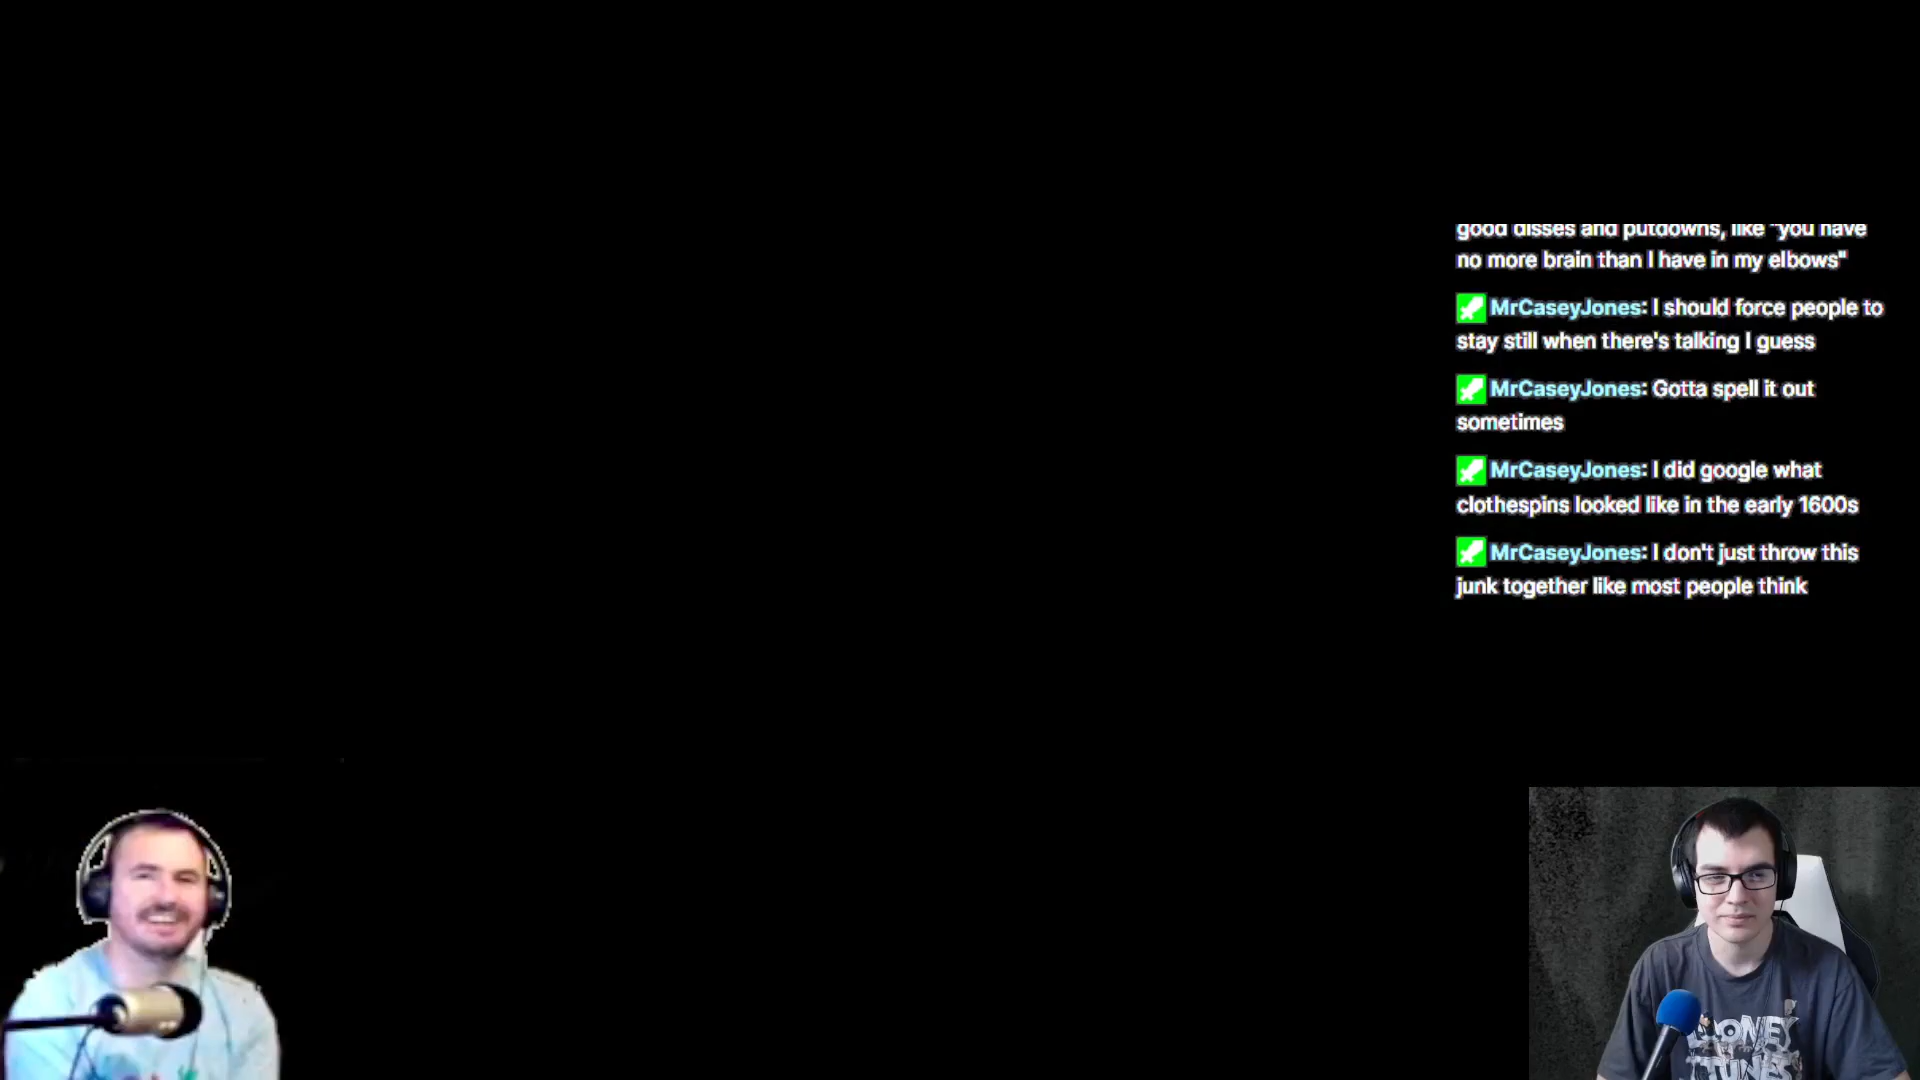 good disses and putdowns, like "you have
no more brain than I have in my elbows"
MrCaseyJones: I should force people to
stay still when there's talking I guess
MrCaseyJones: Gotta spell it out
sometimes
MrCaseyJones: I did google what
clothespins looked like in the early 1600s
MrCaseyJones: I don't just throw this
junk together like most people think
LOONEY
TUNES